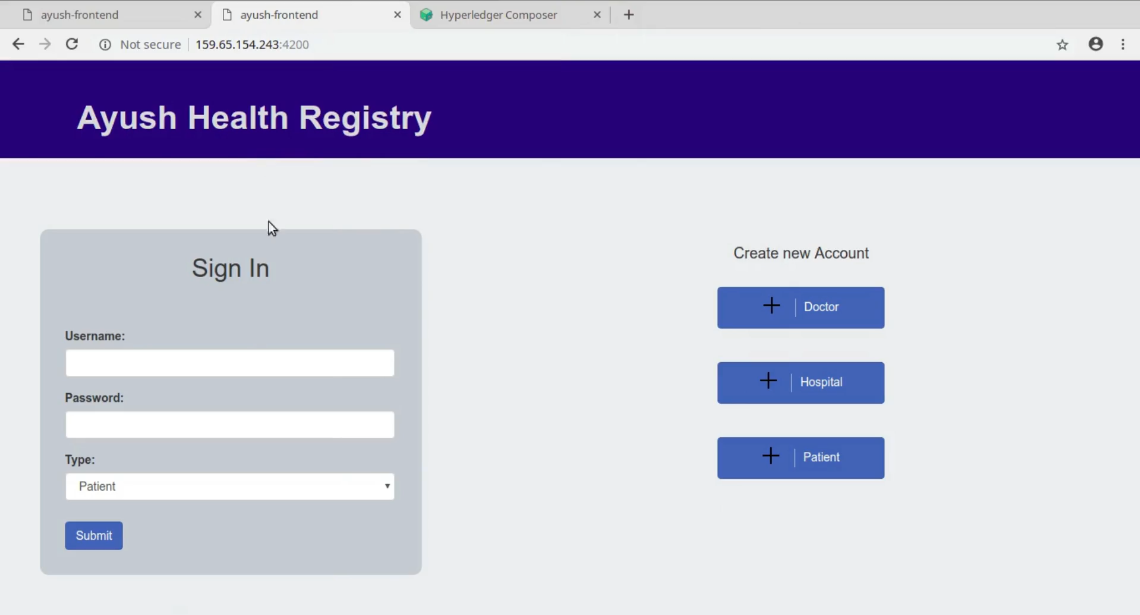 ayush-frontend
ayush-frontend
Hyperledger Composer
Not secure 159.65.154.243:4200
Ayush Health Registry
Sign In
Username:
Password:
Type:
Patient
Submit
Create new Account
Doctor
Hospital
Patient